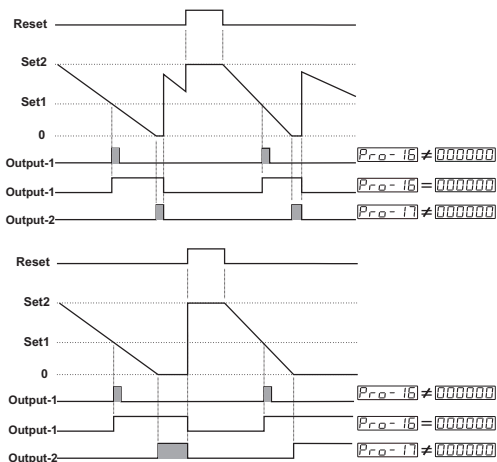 Reset
Set2
Set1
0
Output-1 Pro-16 ≠ 000000
Output-1 Pro-16 = 000000
Output-2 Pro-17 ≠ 000000
Reset
Set2
Set1
0
Output-1 Pro-16 ≠ 000000
Output-1 Pro-16 = 000000
Output-2 Pro-17 ≠ 000000